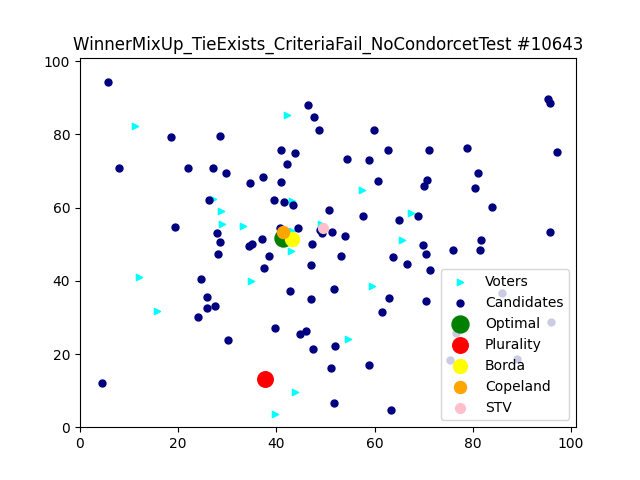 WinnerMixUp_TieExists_CriteriaFail_NoCondorcetTest #10643
100
80
60
40
20
0
0 20 40 60 80 100
Voters
Candidates
Optimal
Plurality
Borda
Copeland
STV